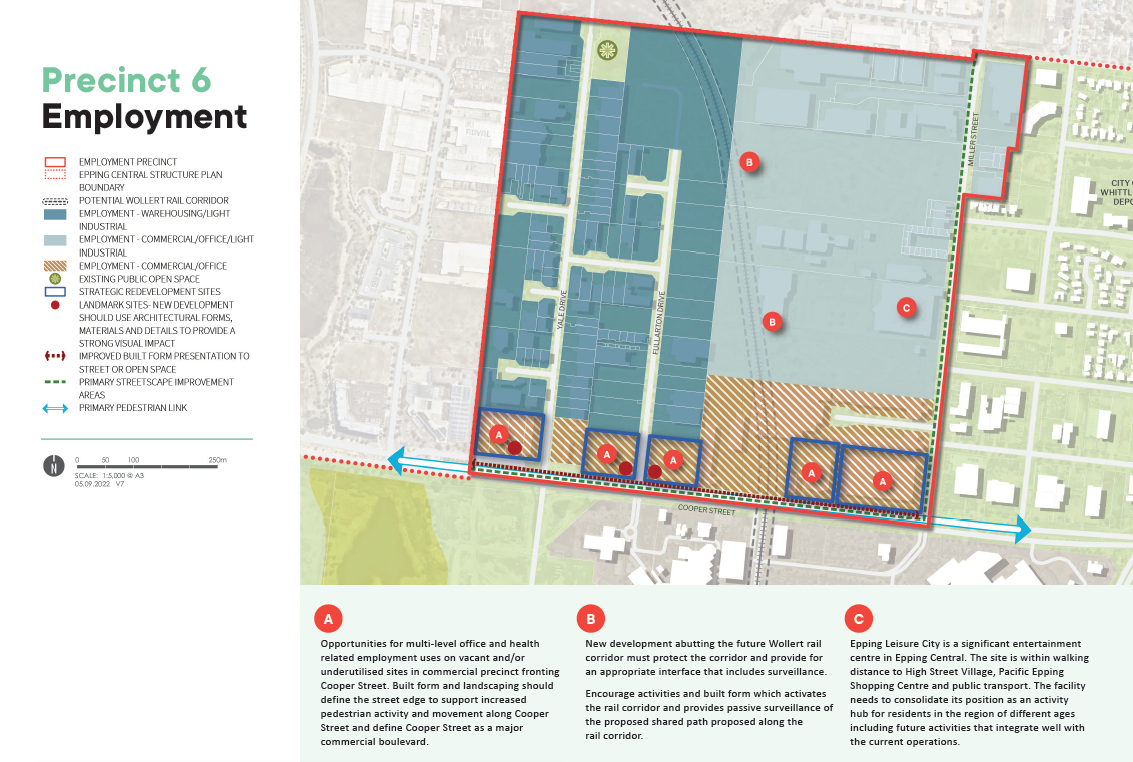 Precinct 6
Employment
EMPLOYMENT PRECINCT
EPPING CENTRAL STRUCTURE PLAN
BOUNDARY
POTENTIAL WOLLERT RAIL CORRIDOR
EMPLOYMENT - WAREHOUSING/LIGHT
INDUSTRIAL
EMPLOYMENT - COMMERCIAL/OFFICE/LIGHT
INDUSTRIAL
EMPLOYMENT - COMMERCIAL/OFFICE
EXISTING PUBLIC OPEN SPACE
STRATEGIC REDEVELOPMENT SITES
LANDMARK SITES- NEW DEVELOPMENT
SHOULD USE ARCHITECTURAL FORMS,
MATERIALS AND DETAILS TO PROVIDE A
STRONG VISUAL IMPACT
IMPROVED BUILT FORM PRESENTATION TO
STREET OR OPEN SPACE
PRIMARY STREETSCAPE IMPROVEMENT
AREAS
PRIMARY PEDESTRIAN LINK
N
0 50 100 250m
SCALE: 1:5,000 @ A3
05.09.2022 V7
MILLER STREET
CITY
WHITTL
DEPO
B
B
C
YALE DRIVE
FULLARTON DRIVE
A
A
A
A
A
COOPER STREET
A
Opportunities for multi-level office and health
related employment uses on vacant and/or
underutilised sites in commercial precinct fronting
Cooper Street. Built form and landscaping should
define the street edge to support increased
pedestrian activity and movement along Cooper
Street and define Cooper Street as a major
commercial boulevard.
B
New development abutting the future Wollert rail
corridor must protect the corridor and provide for
an appropriate interface that includes surveillance.
Encourage activities and built form which activates
the rail corridor and provides passive surveillance of
the proposed shared path proposed along the
rail corridor.
C
Epping Leisure City is a significant entertainment
centre in Epping Central. The site is within walking
distance to High Street Village, Pacific Epping
Shopping Centre and public transport. The facility
needs to consolidate its position as an activity
hub for residents in the region of different ages
including future activities that integrate well with
the current operations.